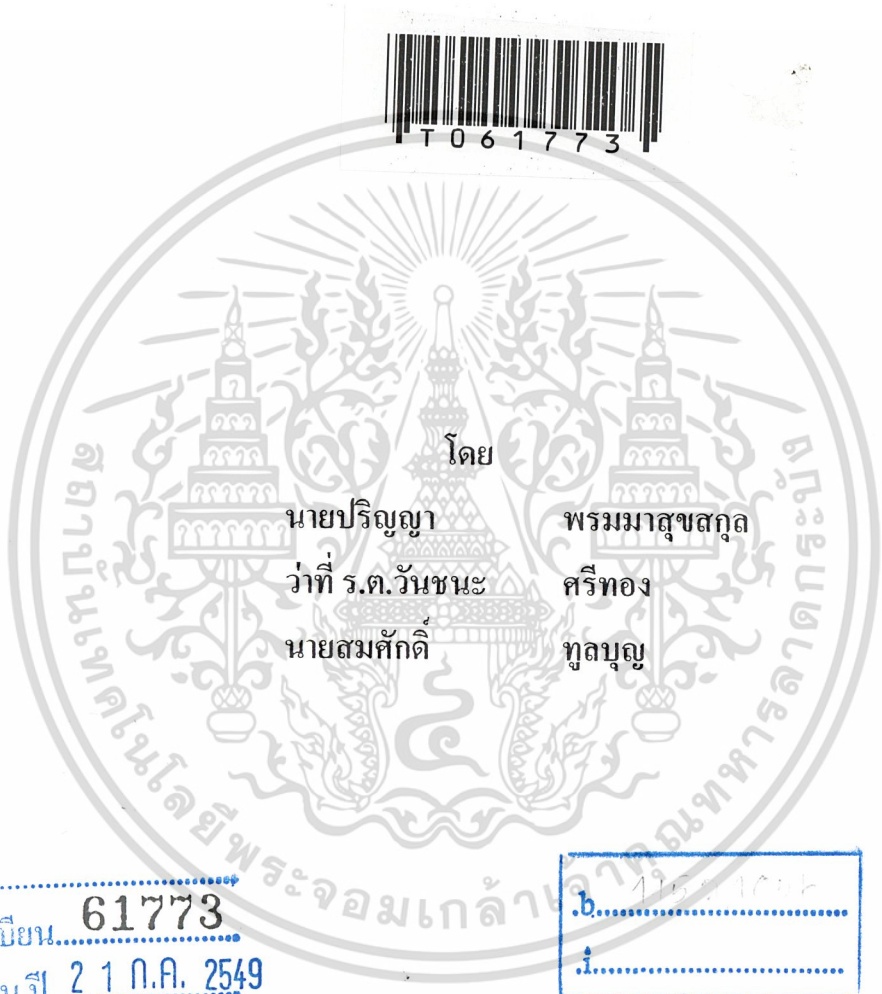 T061773
โดย
นายปริญญา พรมมาสุขสกุล
ว่าที่ ร.ต.วันชนะ ศรีทอง
นายสมศักดิ์ ทูลบุญ
สถาบันเทคโนโลยีพระจอมเกล้าเจ้าคุณทหารลาดกระบัง
61773
2 1 ก.ค. 2549
.b.
.i.